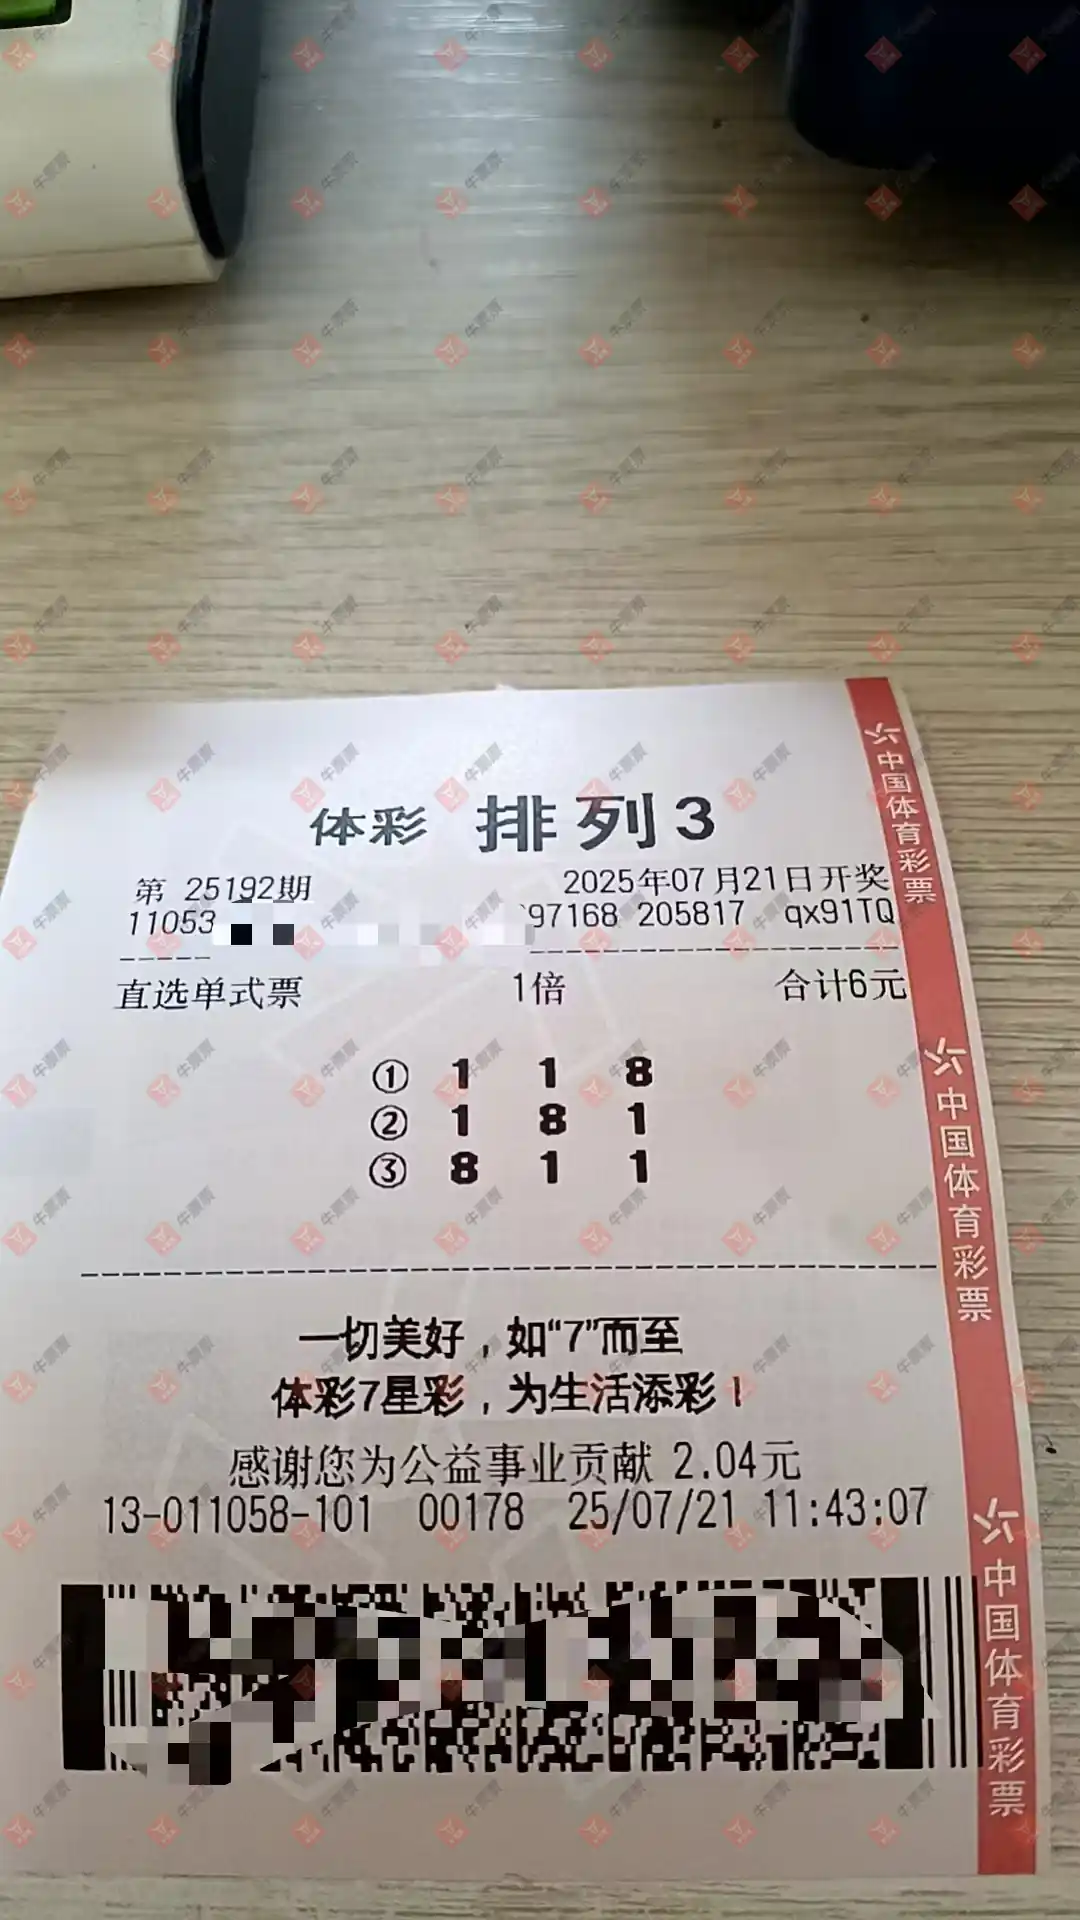 体彩 排列3
第 25192期 2025年07月21日开奖
11053 97168 205817 qx91TQ
直选单式票 1倍 合计6元
① 1 1 8
② 1 8 1
③ 8 1 1
一切美好，如“7”而至
体彩7星彩，为生活添彩！
感谢您为公益事业贡献 2.04元
13-011058-101 00178 25/07/21 11:43:07
中国体育彩票
中国体育彩票
中国体育彩票